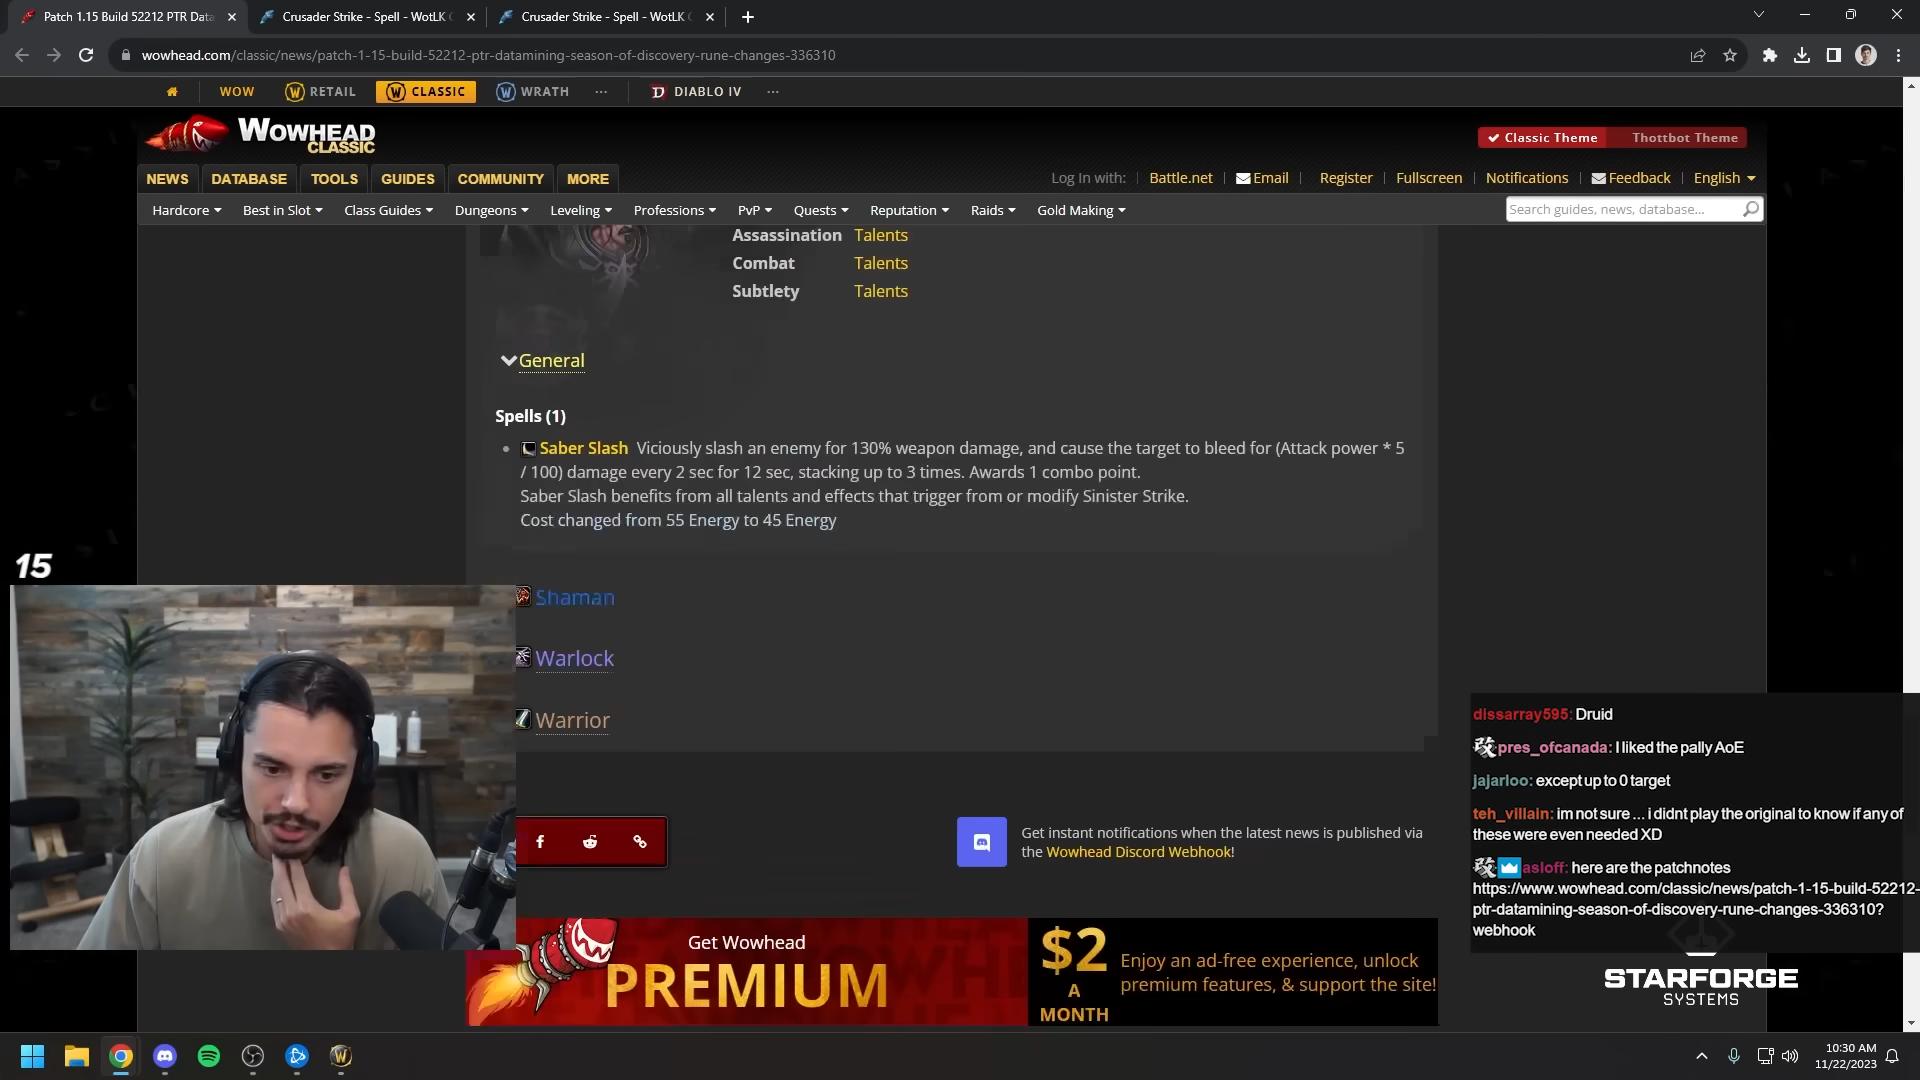 Patch 1.15 Build 52212 PTR Data
Crusader Strike - Spell - WotLK C
Crusader Strike - Spell - WotLK C
wowhead.com/classic/news/patch-1-15-build-52212-ptr-datamining-season-of-discovery-rune-changes-336310
WOW RETAIL CLASSIC WRATH ... DIABLO IV ...
WOWHEAD
CLASSIC
Classic Theme Thottbot Theme
NEWS DATABASE TOOLS GUIDES COMMUNITY MORE
Log In with: Battle.net Email Register Fullscreen Notifications Feedback English
Hardcore Best in Slot Class Guides Dungeons Leveling Professions PvP Quests Reputation Raids Gold Making
Search guides, news, database...
Assassination Talents
Combat Talents
Subtlety Talents
General
Spells (1)
Saber Slash Viciously slash an enemy for 130% weapon damage, and cause the target to bleed for (Attack power * 5
/ 100) damage every 2 sec for 12 sec, stacking up to 3 times. Awards 1 combo point.
Saber Slash benefits from all talents and effects that trigger from or modify Sinister Strike.
Cost changed from 55 Energy to 45 Energy
15
Shaman
Warlock
Warrior
dissarray595: Druid
pres_ofcanada: I liked the pally AoE
jajarloo: except up to 0 target
teh_villain: im not sure ... i didnt play the original to know if any of
these were even needed XD
asloff: here are the patchnotes
https://www.wowhead.com/classic/news/patch-1-15-build-52212-
ptr-datamining-season-of-discovery-rune-changes-336310?
webhook
Get instant notifications when the latest news is published via
the Wowhead Discord Webhook!
Get Wowhead
PREMIUM
$2
A
MONTH
Enjoy an ad-free experience, unlock
premium features, & support the site!
STARFORGE
SYSTEMS
10:30 AM
11/22/2023